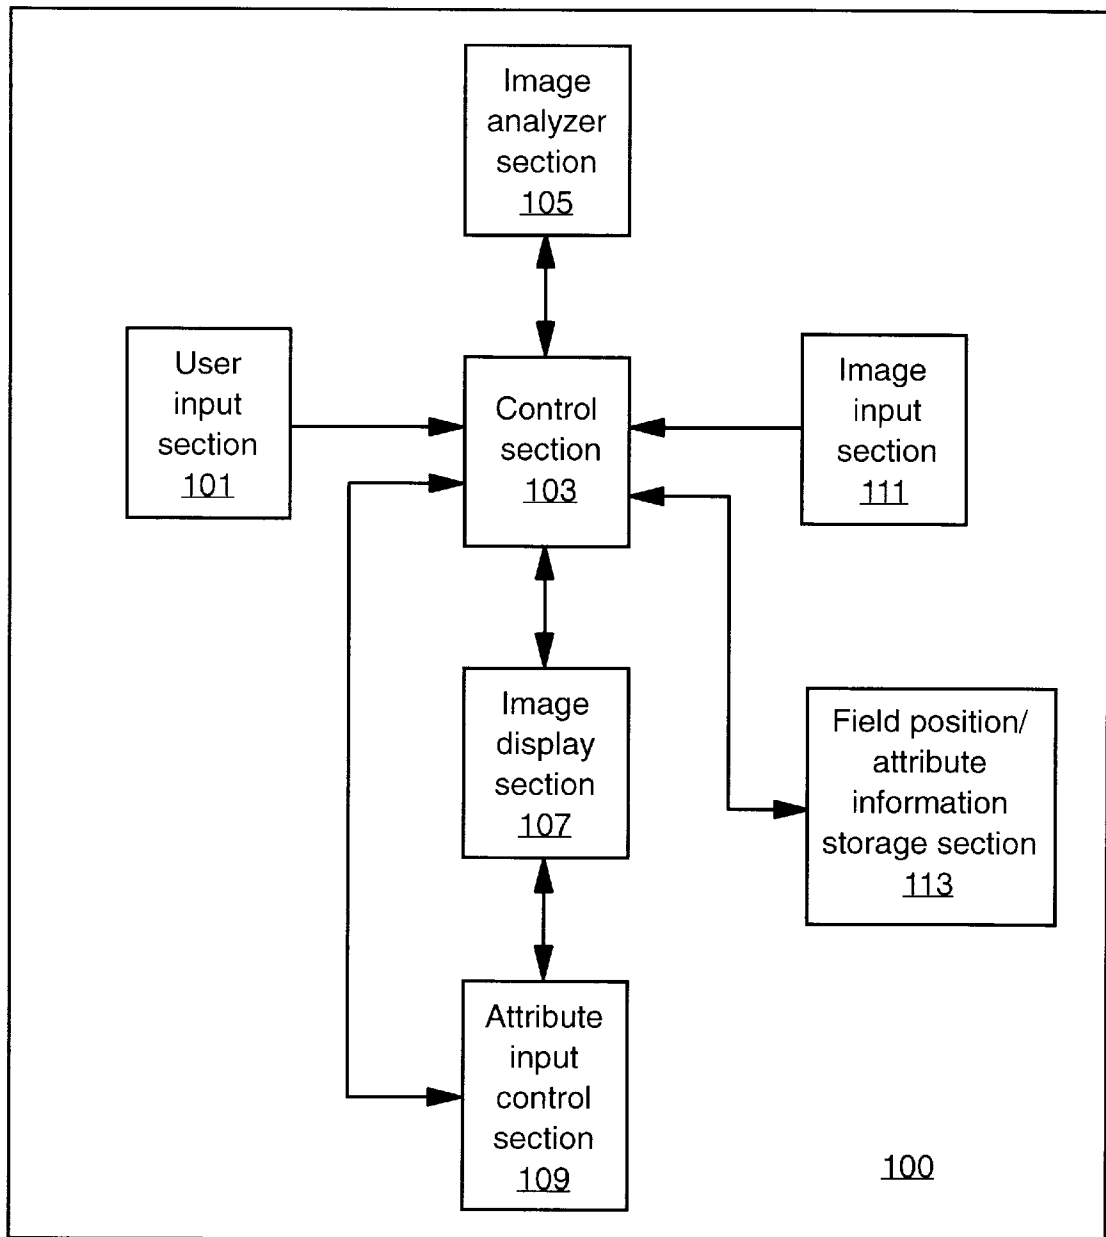 Image
analyzer
section
105
User
input
section
101
Control
section
103
Image
input
section
111
Image
display
section
107
Field position/
attribute
information
storage section
113
Attribute
input
control
section
109
100